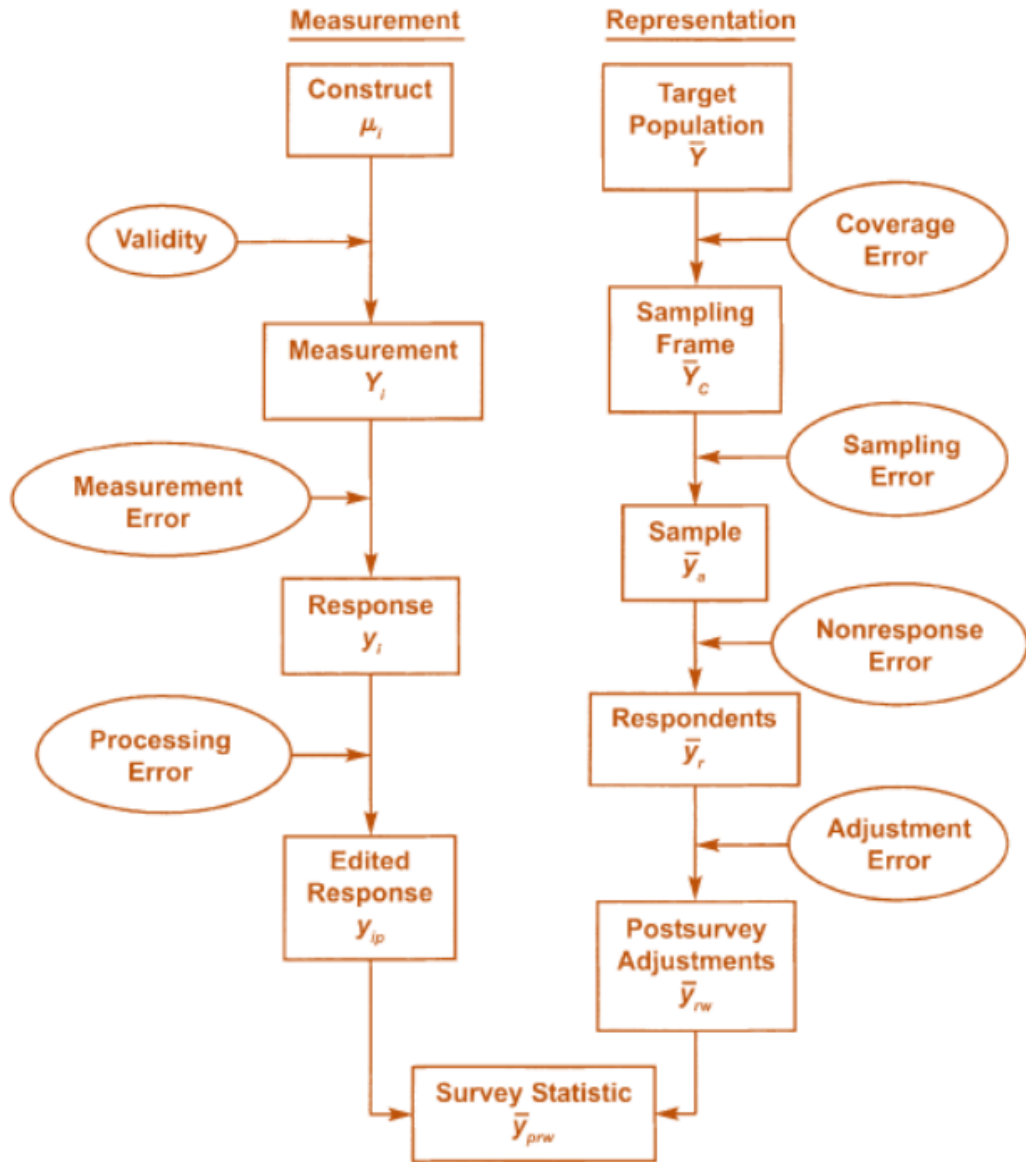 Measurement
Construct
μi
Validity
Measurement
Yi
Measurement
Error
Response
yi
Processing
Error
Edited
Response
yip
Representation
Target
Population
Ȳ
Coverage
Error
Sampling
Frame
ȲC
Sampling
Error
Sample
ȳs
Nonresponse
Error
Respondents
ȳr
Adjustment
Error
Postsurvey
Adjustments
ȳrw
Survey Statistic
ȳprw